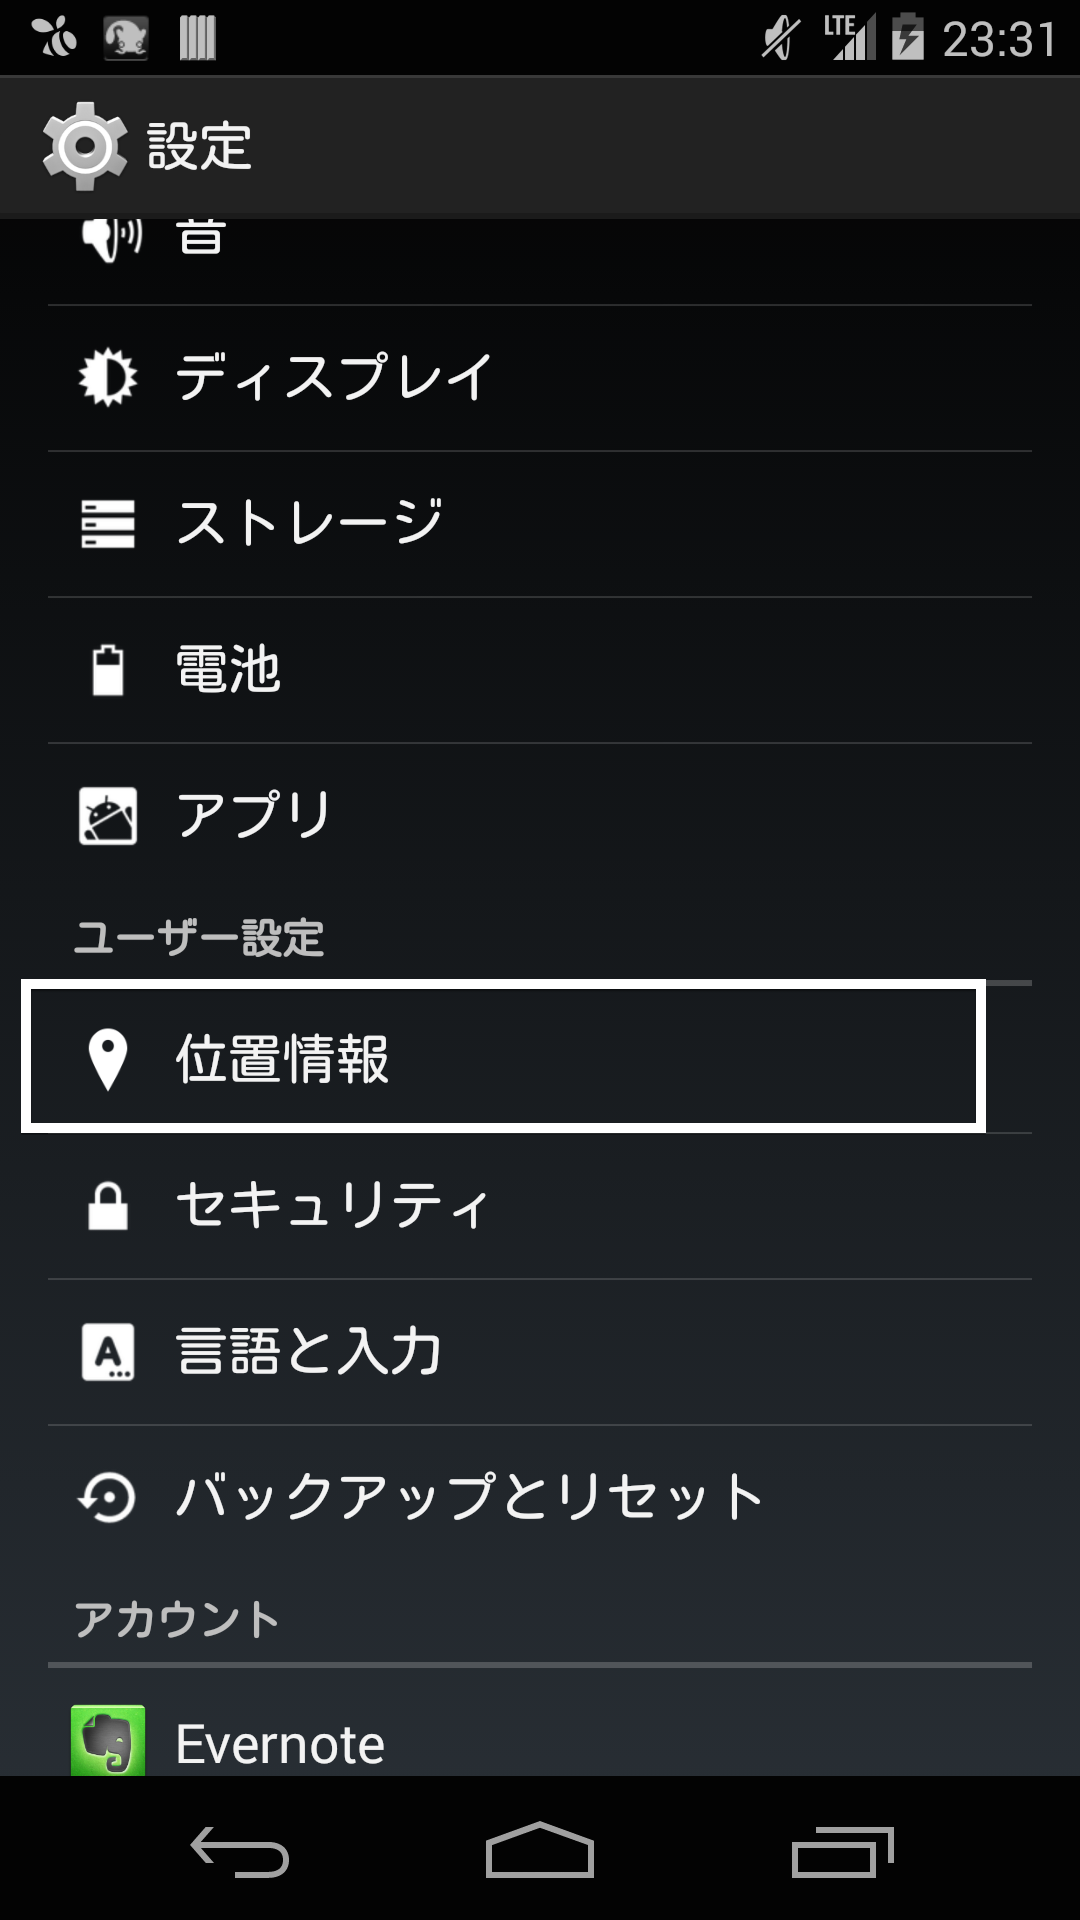 LTE 23:31
設定
音
ディスプレイ
ストレージ
電池
アプリ
ユーザー設定
位置情報
セキュリティ
A
言語と入力
バックアップとリセット
アカウント
Evernote